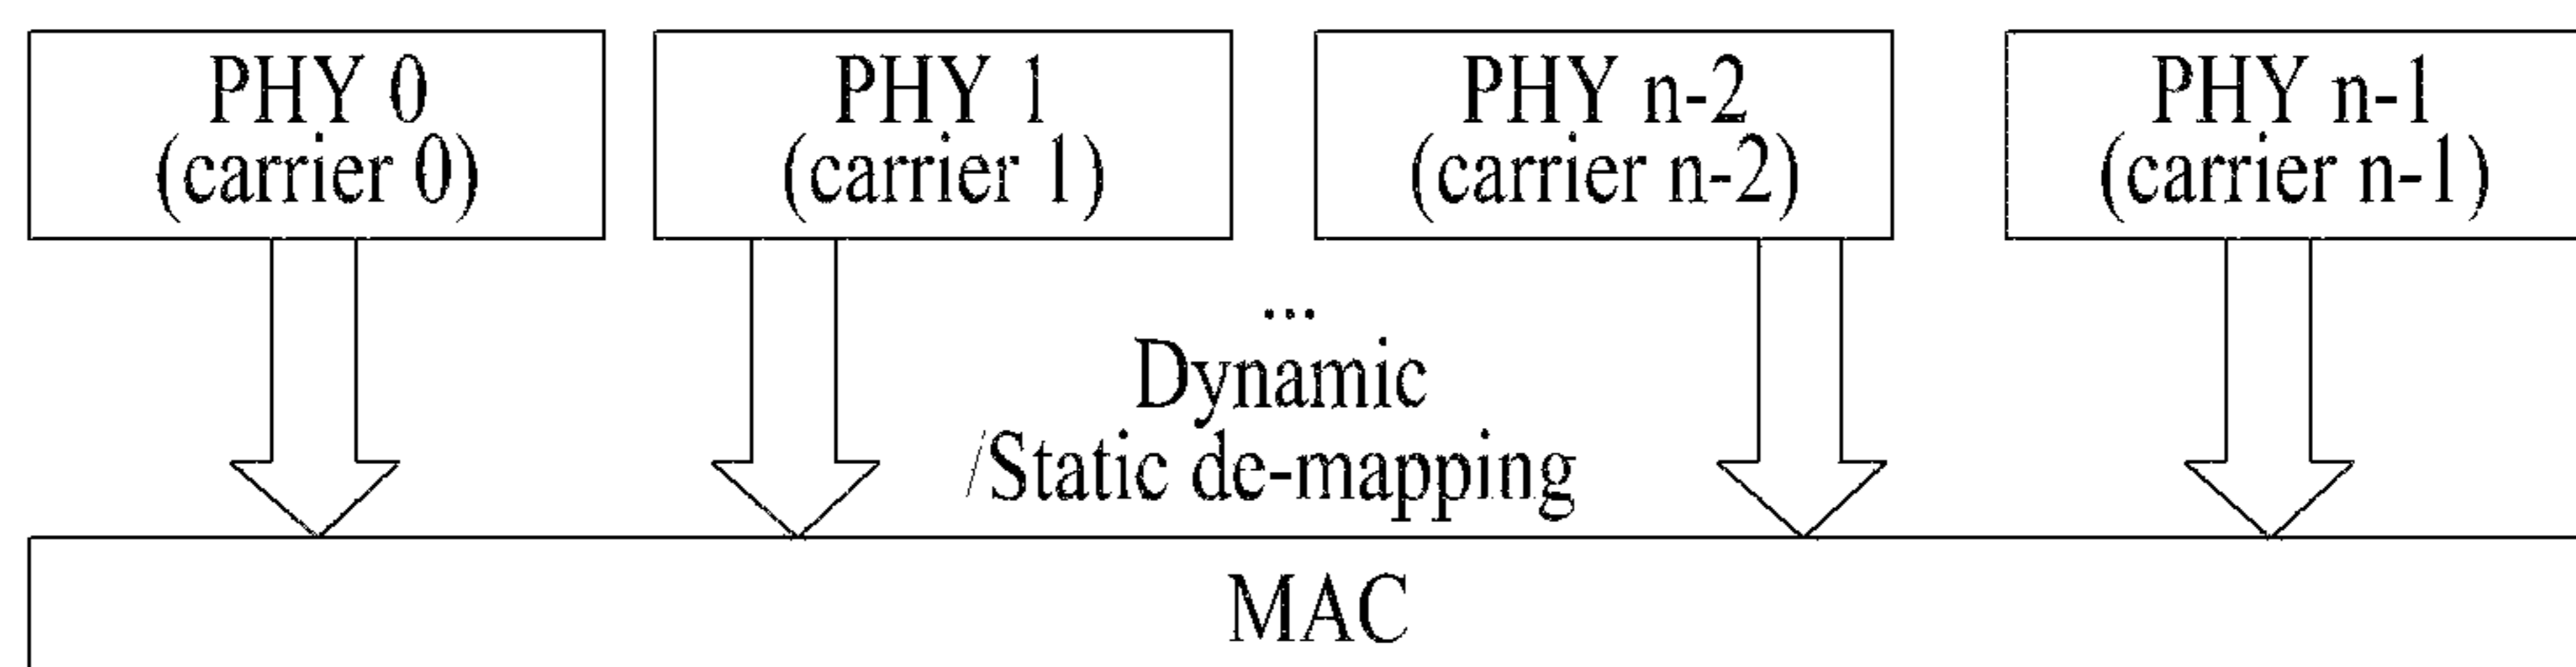 PHY 0
(carrier 0)
PHY 1
(carrier 1)
PHY n-2
(carrier n-2)
PHY n-1
(carrier n-1)
...
Dynamic
/Static de-mapping
MAC